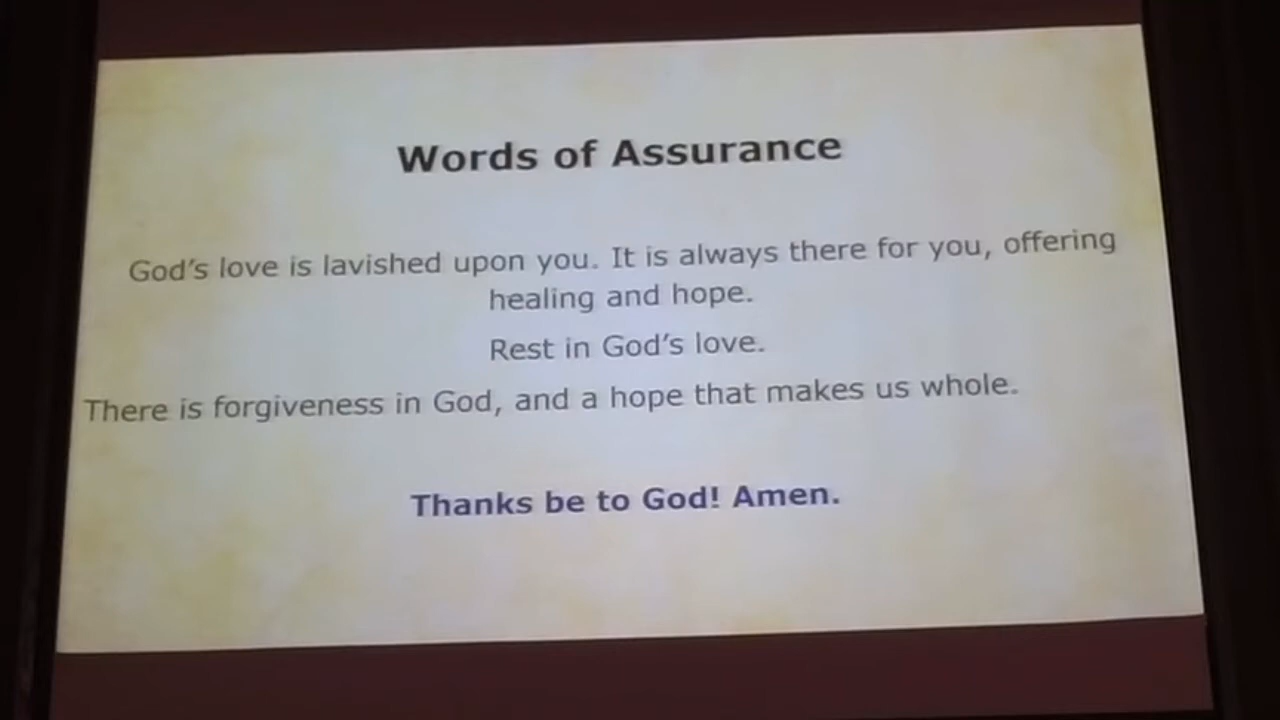 Words of Assurance
God's love is lavished upon you. It is always there for you, offering
healing and hope.
Rest in God's love.
There is forgiveness in God, and a hope that makes us whole.
Thanks be to God! Amen.